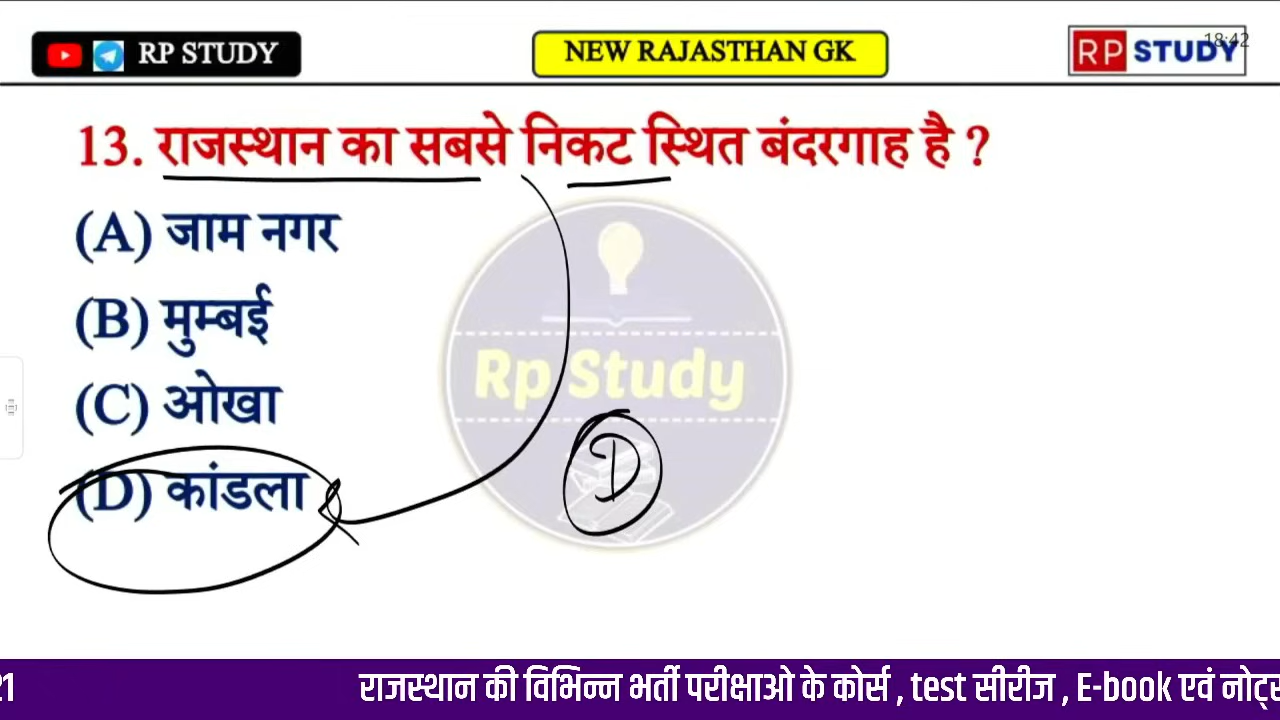 RP STUDY
NEW RAJASTHAN GK
RP STUDY
18:42
13. राजस्थान का सबसे निकट स्थित बंदरगाह है ?
(A) जाम नगर
(B) मुम्बई
(C) ओखा
(D) कांडला
Rp Study
D
21
राजस्थान की विभिन्न भर्ती परीक्षाओ के कोर्स , test सीरीज , E-book एवं